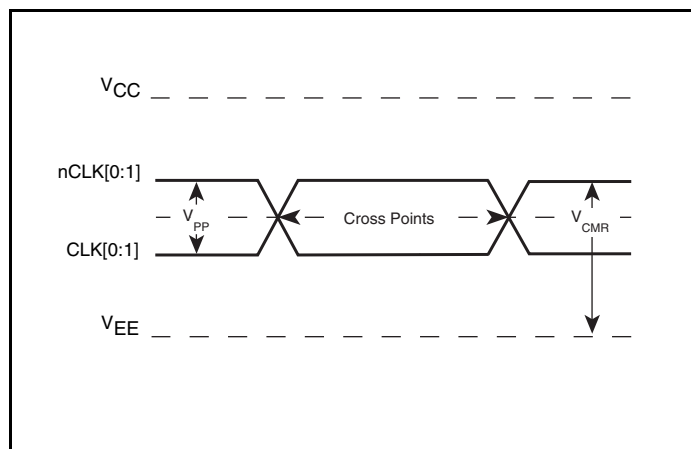 VCC
nCLK[0:1]
VPP
Cross Points
VCMR
CLK[0:1]
VEE